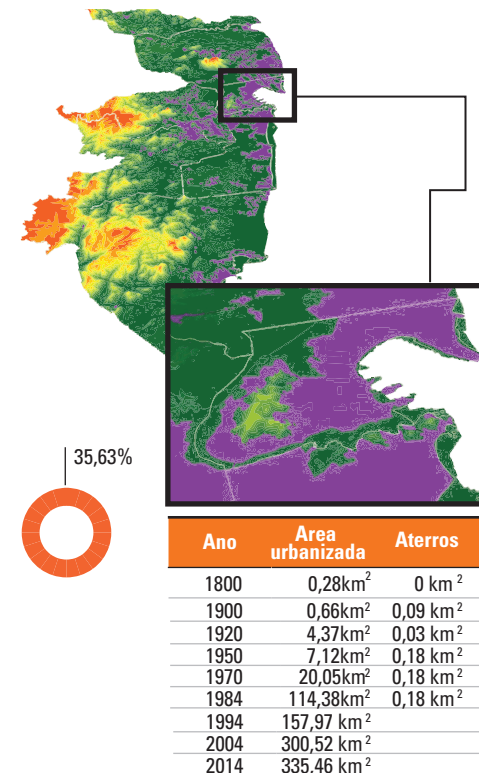 35,63%
Ano Area urbanizada Aterros
1800 0,28km² 0 km²
1900 0,66km² 0,09 km²
1920 4,37km² 0,03 km²
1950 7,12km² 0,18 km²
1970 20,05km² 0,18 km²
1984 114,38km² 0,18 km²
1994 157,97 km²
2004 300,52 km²
2014 335,46 km²